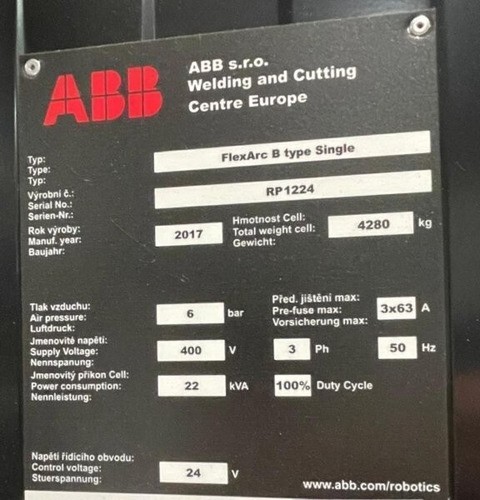 ABB
ABB s.r.o.
Welding and Cutting
Centre Europe
Typ:
Type:
Typ:
FlexArc B type Single
Výrobní č.:
Serial No.:
Serien-Nr.:
RP1224
Rok výroby:
Manuf. year:
Baujahr:
2017
Hmotnost Cell:
Total weight cell:
Gewicht:
4280 kg
Tlak vzduchu:
Air pressure:
Luftdruck:
6 bar
Před. jištění max:
Pre-fuse max:
Vorsicherung max:
3x63 A
Jmenovité napětí:
Supply Voltage:
Nennspanung:
400 V
3 Ph
50 Hz
Jmenovitý příkon Cell:
Power consumption:
Nennleistung:
22 kVA
100% Duty Cycle
Napětí řídicího obvodu:
Control voltage:
Stuerspannung:
24 V
www.abb.com/robotics